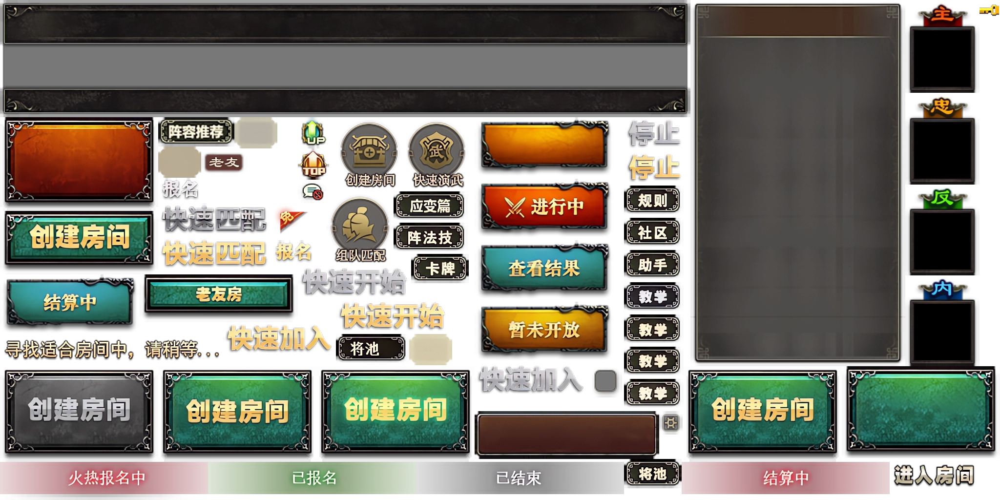 主
忠
阵容推荐
UP
停止
老友
TOP
创建房间
快速演武
武
停止
报名
反
规则
应变篇
进行中
快速匹配
免
创建房间
社区
阵法技
快速匹配
报名
组队匹配
助手
卡牌
查看结果
快速开始
内
老友房
教学
结算中
快速开始
暂未开放
教学
快速加入
将池
寻找适合房间中，请稍等...
教学
快速加入
教学
创建房间
创建房间
创建房间
创建房间
火热报名中
已报名
已结束
将池
结算中
进入房间